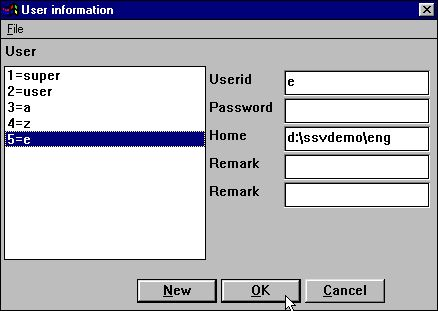 User information
File
User
1=super
2=user
3=a
4=z
5=e
Userid e
Password
Home d:\ssvdemo\eng
Remark
Remark
New OK Cancel